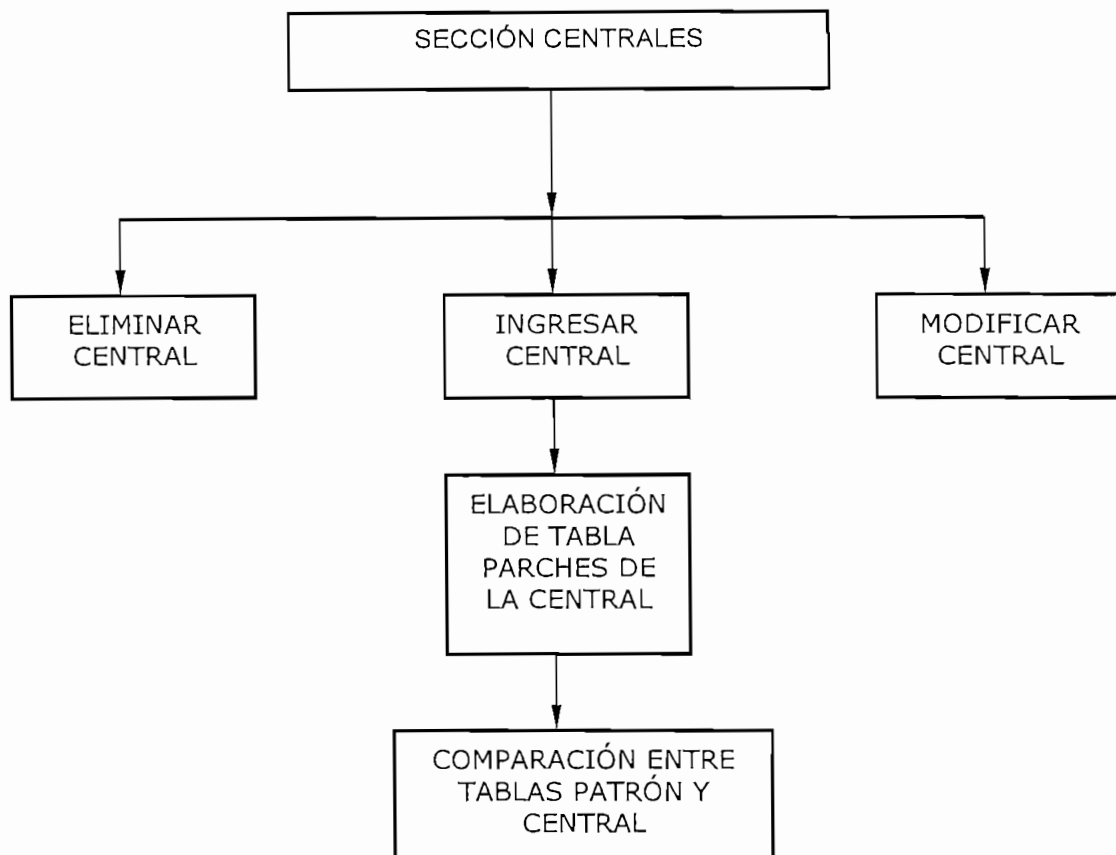 SECCIÓN CENTRALES
ELIMINAR
CENTRAL
INGRESAR
CENTRAL
MODIFICAR
CENTRAL
ELABORACIÓN
DE TABLA
PARCHES DE
LA CENTRAL
COMPARACIÓN ENTRE
TABLAS PATRÓN Y
CENTRAL